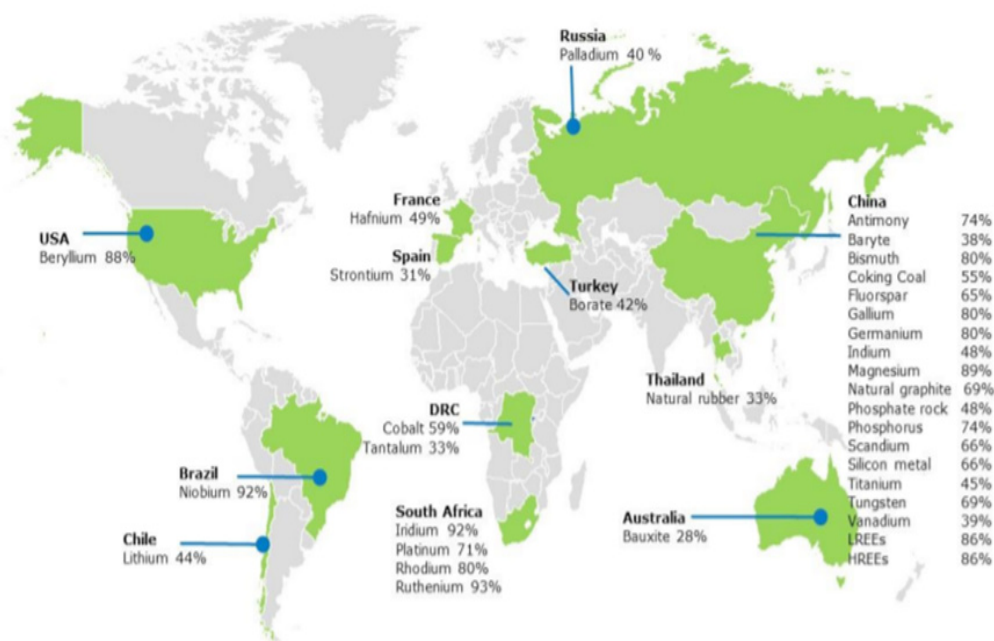 Russia
Palladium 40 %
France
Hafnium 49%
China
Antimony 74%
Baryte 38%
Bismuth 80%
Coking Coal 55%
Fluorspar 65%
Gallium 80%
Germanium 80%
Indium 48%
Magnesium 89%
Natural graphite 69%
Phosphate rock 48%
Phosphorus 74%
Scandium 66%
Silicon metal 66%
Titanium 45%
Tungsten 69%
Vanadium 39%
LREEs 86%
HREEs 86%
USA
Beryllium 88%
Spain
Strontium 31%
Turkey
Borate 42%
Thailand
Natural rubber 33%
DRC
Cobalt 59%
Tantalum 33%
Brazil
Niobium 92%
South Africa
Iridium 92%
Platinum 71%
Rhodium 80%
Ruthenium 93%
Australia
Bauxite 28%
Chile
Lithium 44%